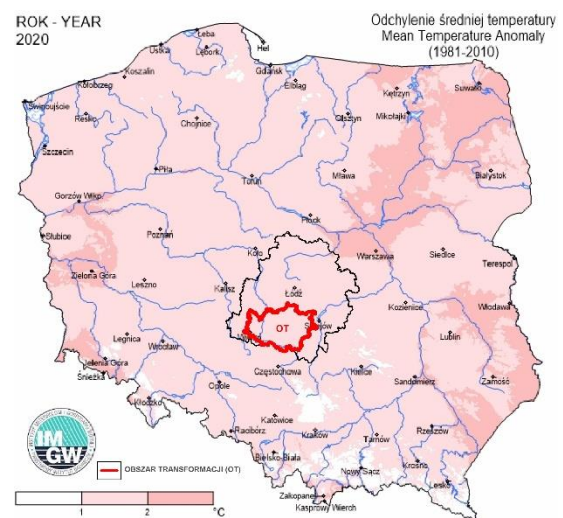 ROK - YEAR
2020
Odchylenie średniej temperatury
Mean Temperature Anomaly
(1981-2010)
Łeba
Hel
Ustka
Lębork
Koszalin
Gdańsk
Elbląg
Kętrzyn
Suwałki
Kołobrzeg
Świnoujście
Resko
Chojnice
Olsztyn
Mikołajki
Szczecin
Piła
Toruń
Mława
Białystok
Gorzów Wlkp.
Płock
Słubice
Poznań
Koło
Warszawa
Siedlce
Terespol
Zielona Góra
Leszno
Kalisz
Łódź
Kozienice
Włodawa
OT
Legnica
Wrocław
Lublin
Jelenia Góra
Śnieżka
Częstochowa
Kielce
Sandomierz
Zamość
Opole
Kłodzko
Katowice
Racibórz
Kraków
Tarnów
Rzeszów
Bielsko-Biała
Nowy Sącz
Krosno
Lesko
Zakopane
Kasprowy Wierch
IM
GW
OBSZAR TRANSFORMACJI (OT)
1 2 °C